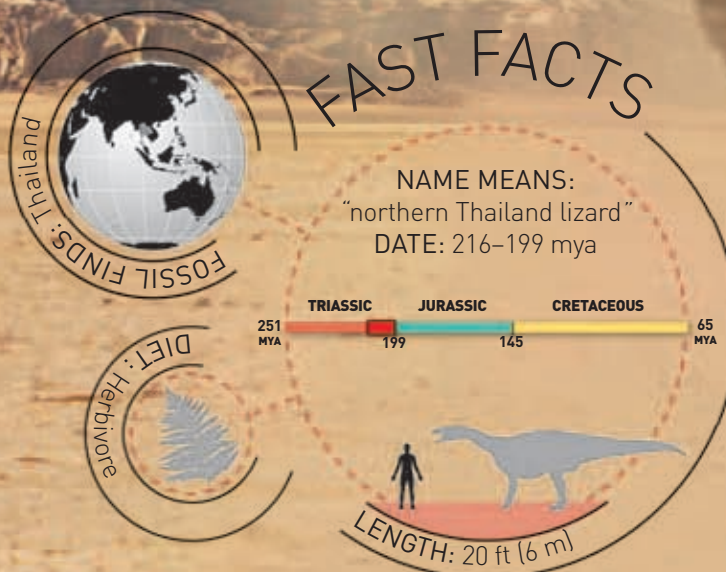 FAST FACTS
FOSSIL FINDS: Thailand
NAME MEANS:
“northern Thailand lizard”
DATE: 216–199 mya
TRIASSIC JURASSIC CRETACEOUS
251 MYA 199 145 65 MYA
DIET: Herbivore
LENGTH: 20 ft (6 m)